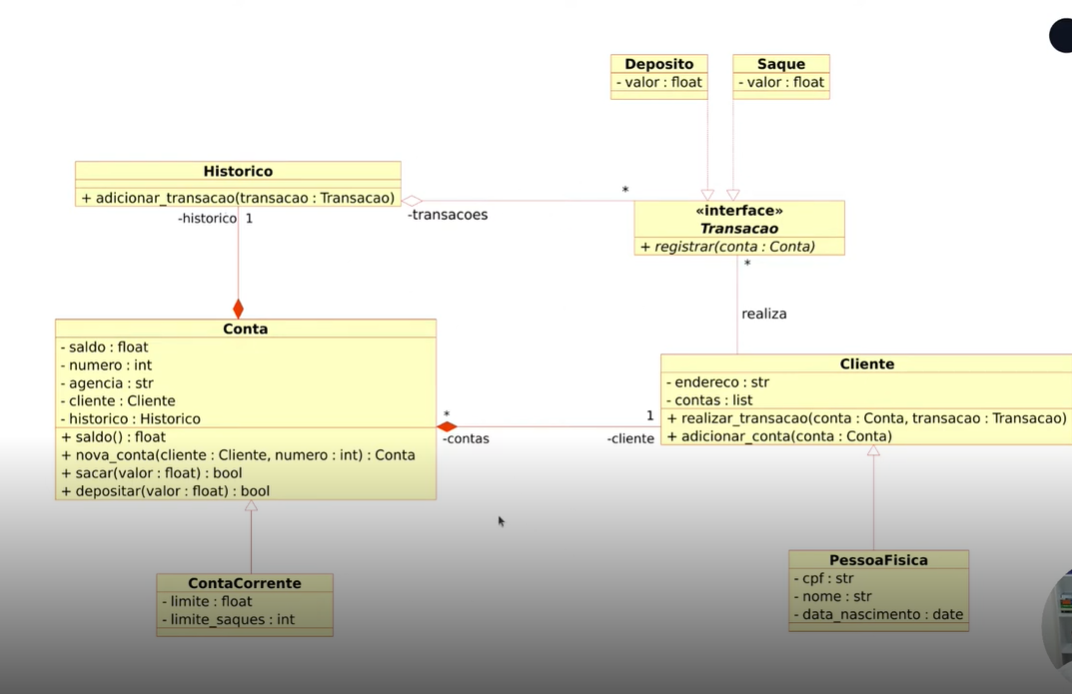 Deposito
- valor : float
Saque
- valor : float
Historico
+ adicionar_transacao(transacao : Transacao)
-historico 1
-transacoes
*
«interface»
Transacao
+ registrar(conta : Conta)
*
realiza
Conta
- saldo : float
- numero : int
- agencia : str
- cliente : Cliente
- historico : Historico
+ saldo() : float
+ nova_conta(cliente : Cliente, numero : int) : Conta
+ sacar(valor : float) : bool
+ depositar(valor : float) : bool
*
-contas
1
-cliente
Cliente
- endereco : str
- contas : list
+ realizar_transacao(conta : Conta, transacao : Transacao)
+ adicionar_conta(conta : Conta)
ContaCorrente
- limite : float
- limite_saques : int
PessoaFisica
- cpf : str
- nome : str
- data_nascimento : date